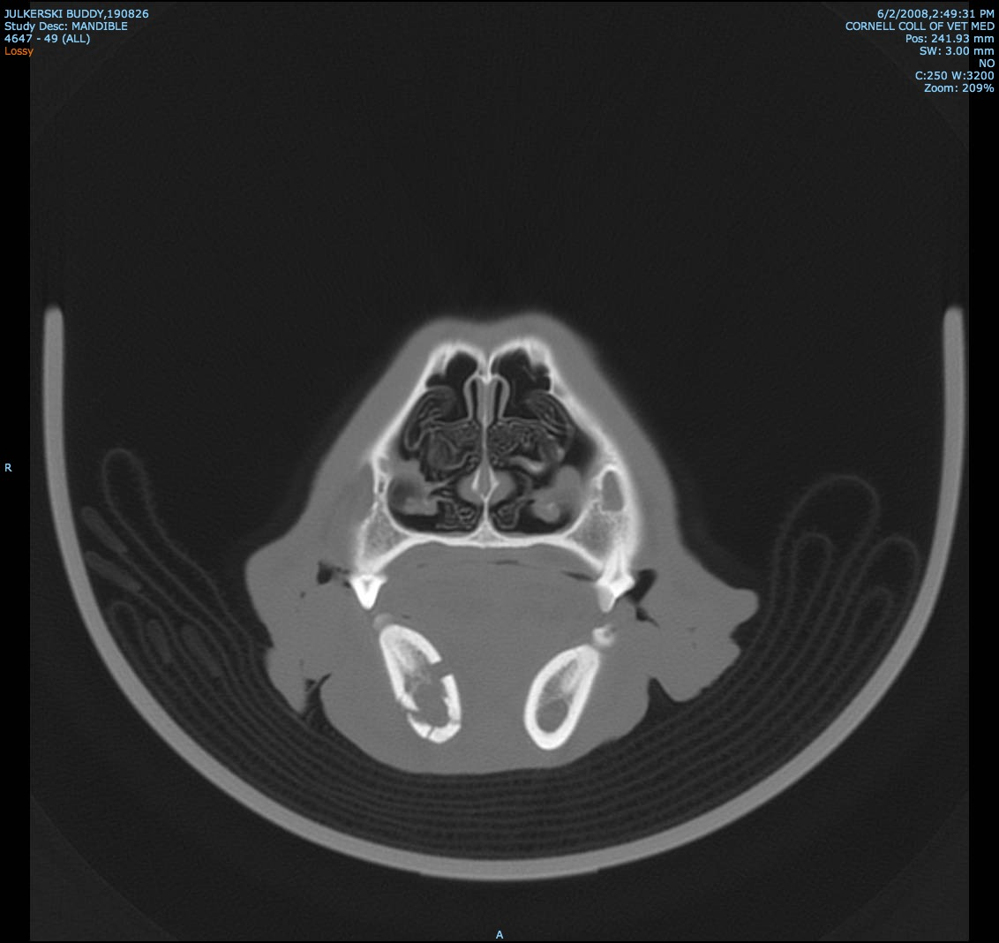 JULKERSKI BUDDY,190826
Study Desc: MANDIBLE
4647 - 49 (ALL)
Lossy
6/2/2008,2:49:31 PM
CORNELL COLL OF VET MED
Pos: 241.93 mm
SW: 3.00 mm
NO
C:250 W:3200
Zoom: 209%
R
A